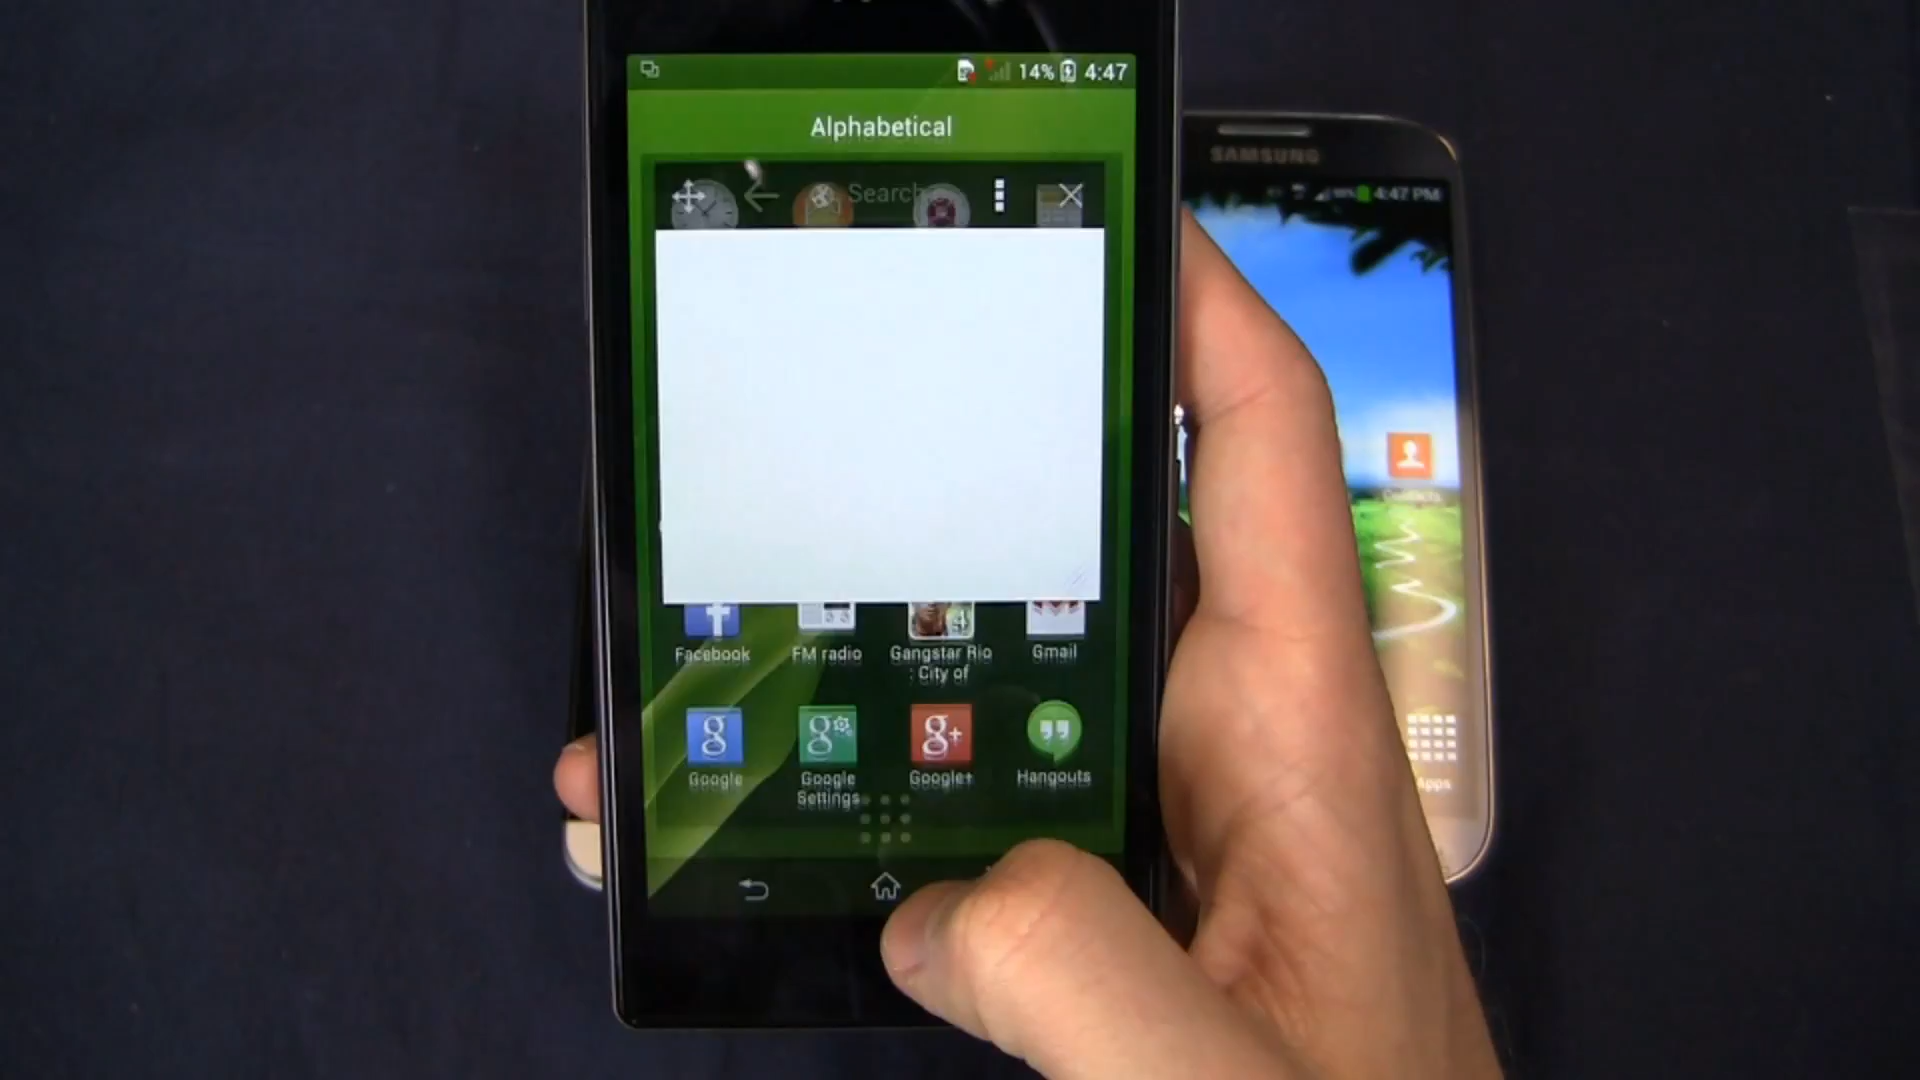 14% 4:47
Alphabetical
Search
SAMSUNG
4:47 PM
Contacts
Facebook
FM radio
Gangstar Rio
: City of
Gmail
Google
Google
Settings
Google+
Hangouts
Apps